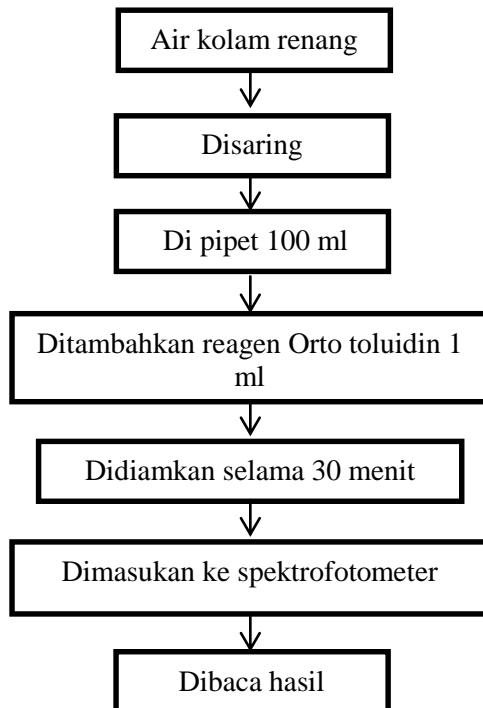 Air kolam renang
Disaring
Di pipet 100 ml
Ditambahkan reagen Orto toluidin 1
ml
Didiamkan selama 30 menit
Dimasukan ke spektrofotometer
Dibaca hasil